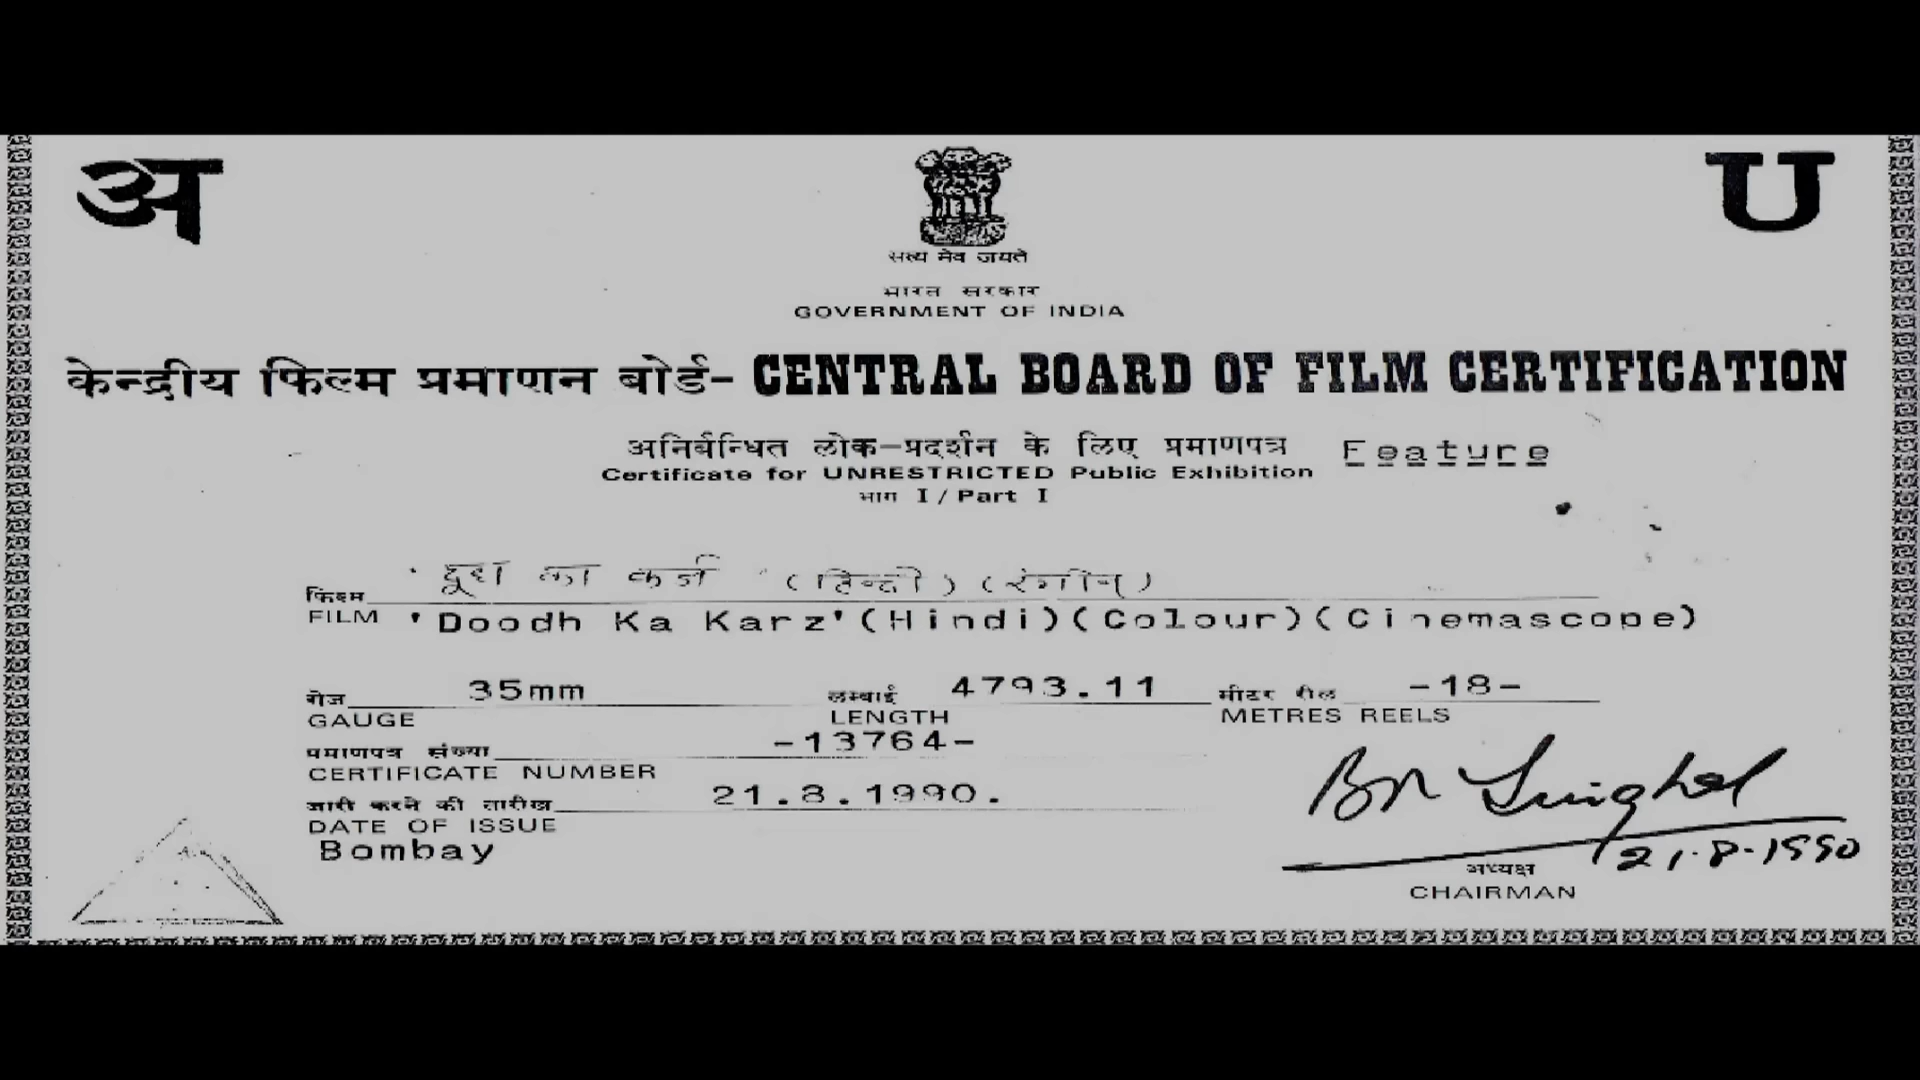 अ
U
सत्य मेव जयते
भारत सरकार
GOVERNMENT OF INDIA
केन्द्रीय फिल्म प्रमाणन बोर्ड- CENTRAL BOARD OF FILM CERTIFICATION
अनिर्बन्धित लोक-प्रदर्शन के लिए प्रमाणपत्र Feature
Certificate for UNRESTRICTED Public Exhibition
भाग I / Part I
फिल्म 'दूध का कर्ज' (हिन्दी) (रंगीन)
FILM 'Doodh Ka Karz'(Hindi)(Colour)(Cinemascope)
गेज 35mm लम्बाई 4793.11 मीटर रील -18-
GAUGE LENGTH METRES REELS
प्रमाणपत्र संख्या -13764-
CERTIFICATE NUMBER
जारी करने की तारीख 21.8.1990.
DATE OF ISSUE
Bombay
BN Singhal
21.8.1990
अध्यक्ष
CHAIRMAN